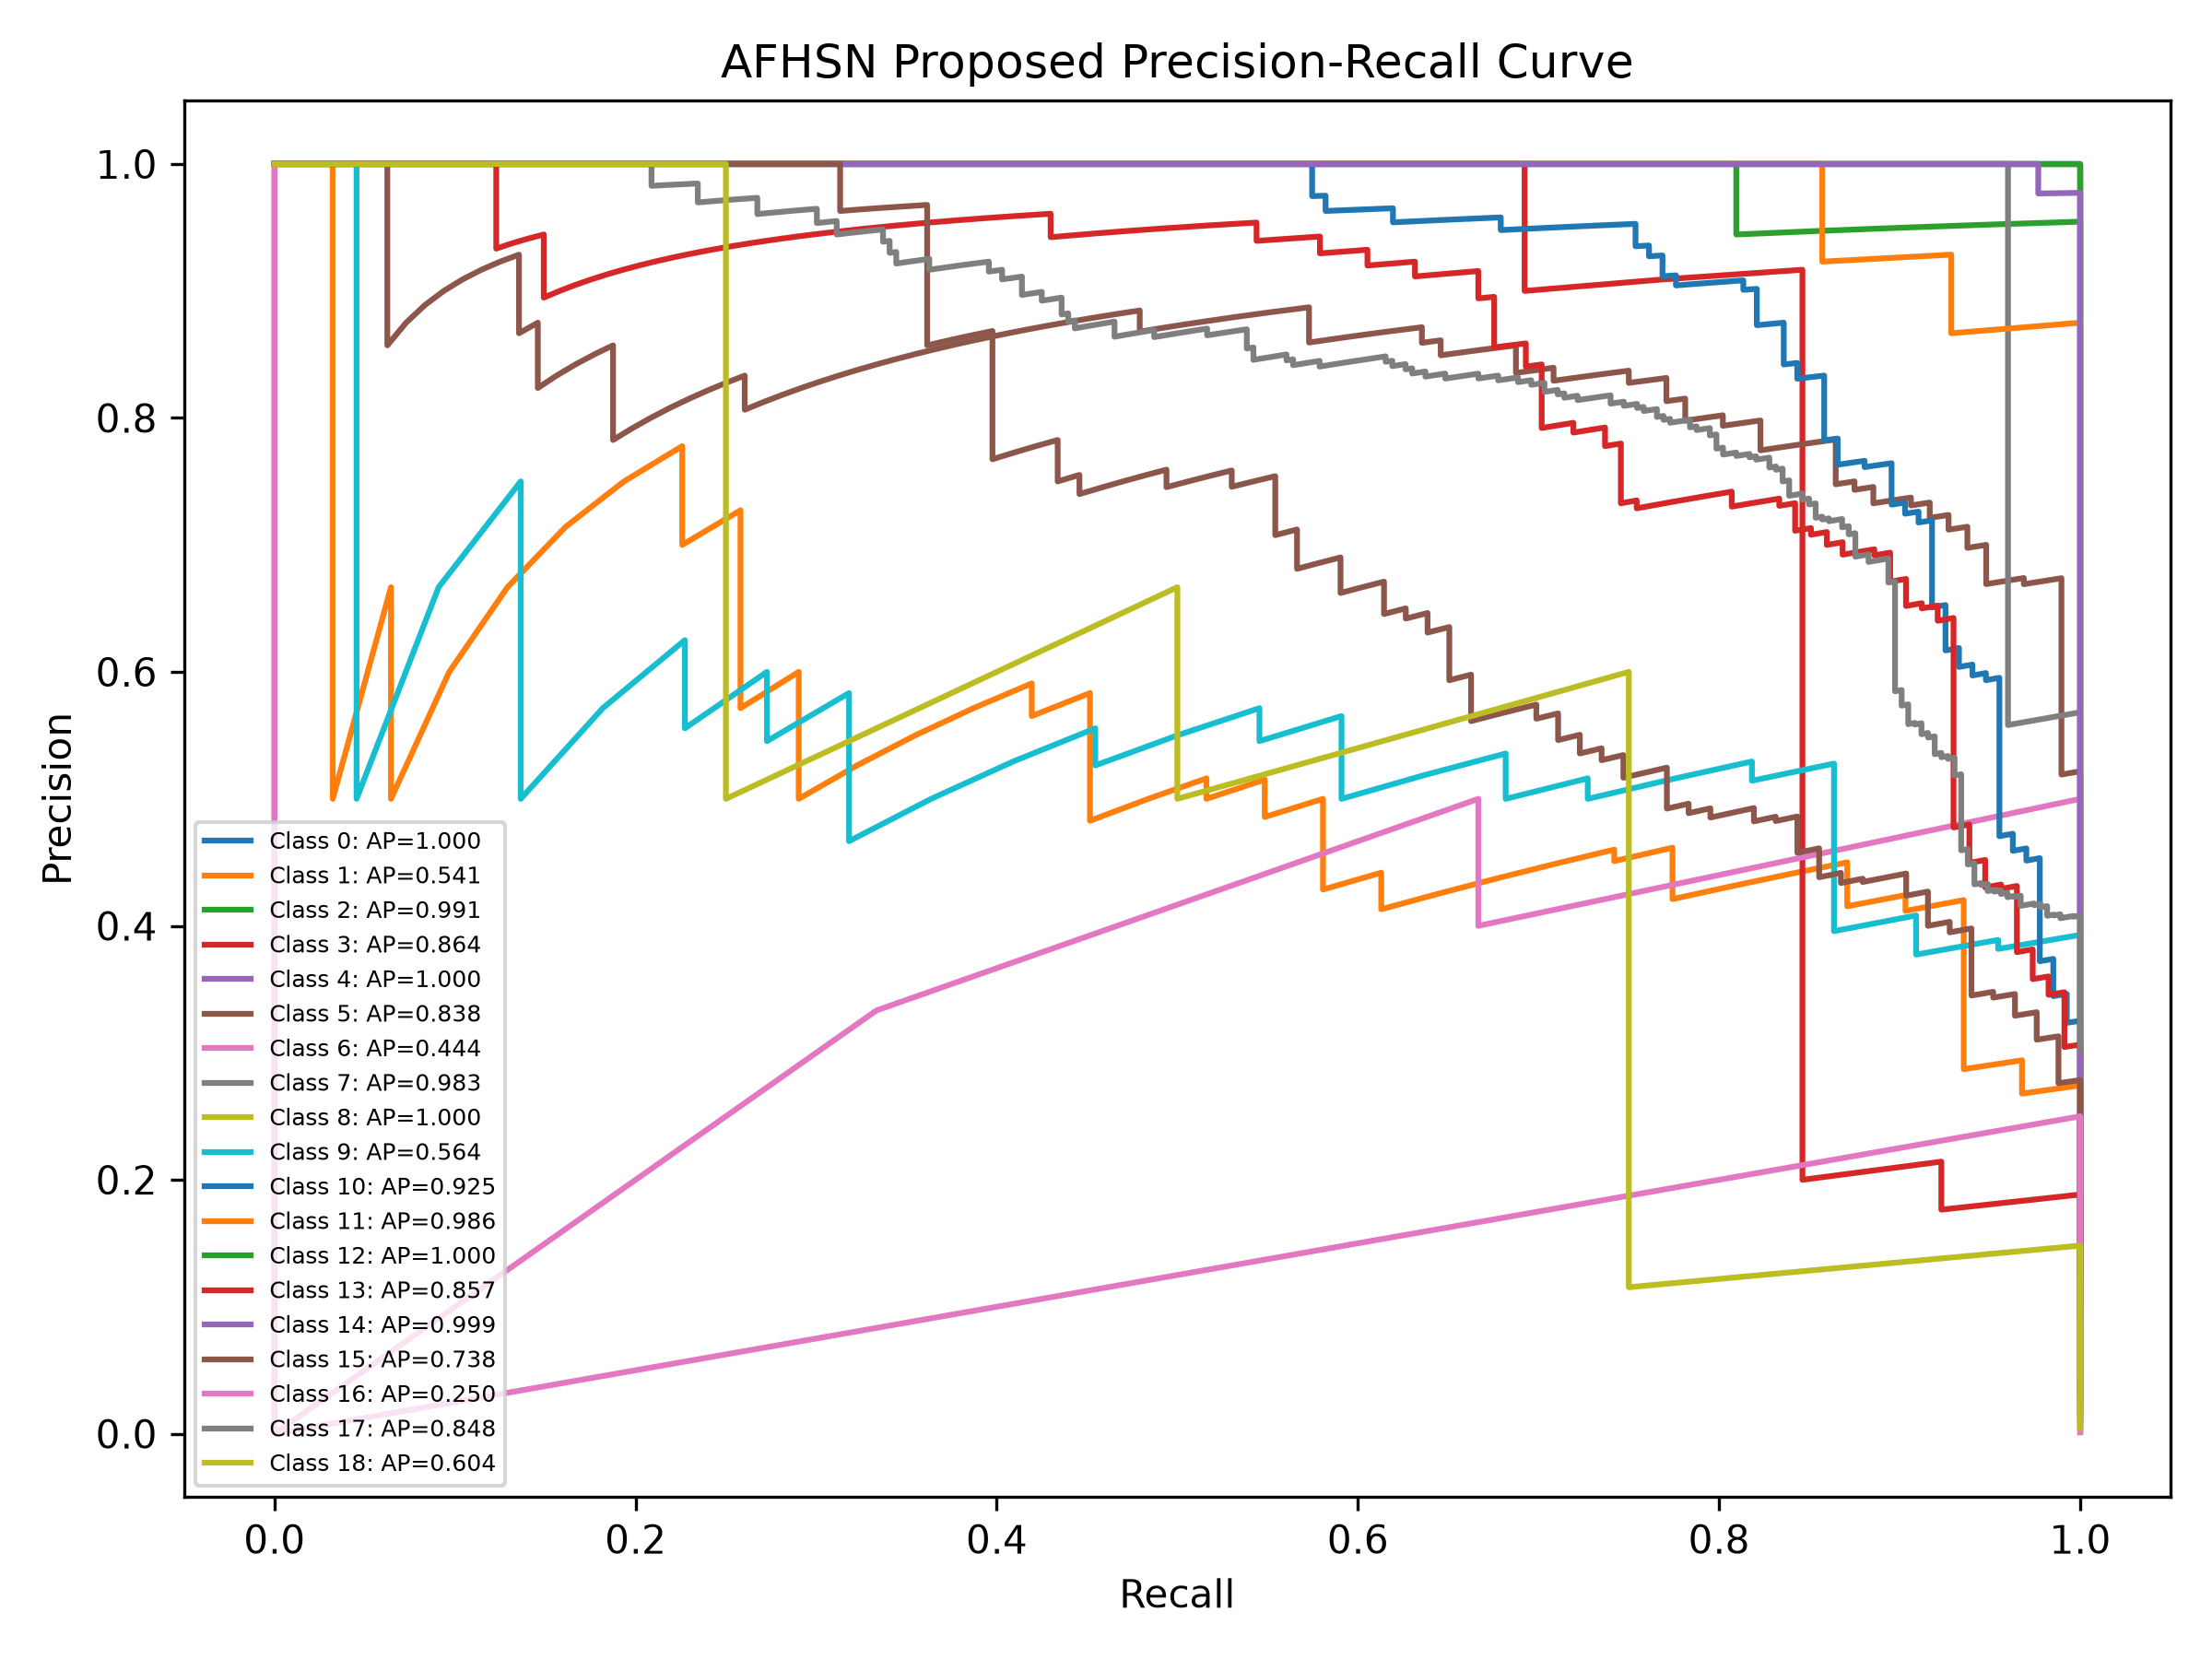 AFHSN Proposed Precision-Recall Curve
Precision
1.0
0.8
0.6
0.4
0.2
0.0
Class 0: AP=1.000
Class 1: AP=0.541
Class 2: AP=0.991
Class 3: AP=0.864
Class 4: AP=1.000
Class 5: AP=0.838
Class 6: AP=0.444
Class 7: AP=0.983
Class 8: AP=1.000
Class 9: AP=0.564
Class 10: AP=0.925
Class 11: AP=0.986
Class 12: AP=1.000
Class 13: AP=0.857
Class 14: AP=0.999
Class 15: AP=0.738
Class 16: AP=0.250
Class 17: AP=0.848
Class 18: AP=0.604
0.0 0.2 0.4 0.6 0.8 1.0
Recall